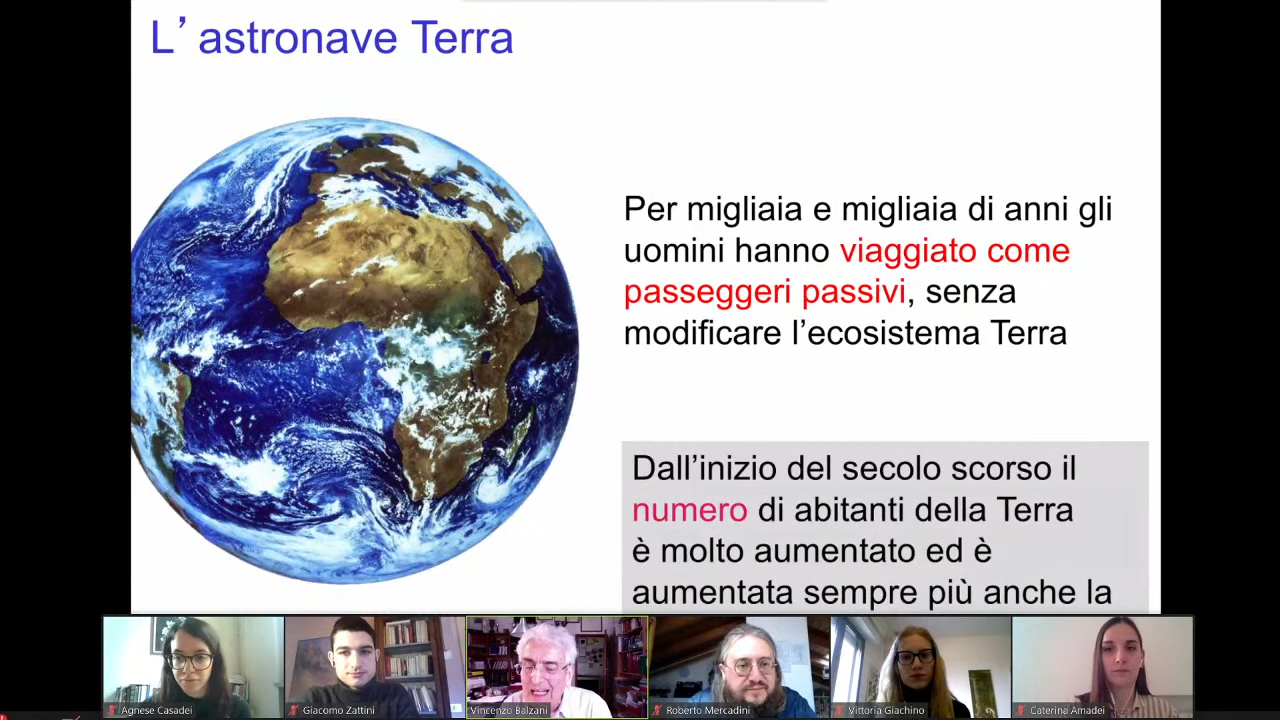 L’ astronave Terra
Per migliaia e migliaia di anni gli
uomini hanno viaggiato come
passeggeri passivi, senza
modificare l’ecosistema Terra
Dall’inizio del secolo scorso il
numero di abitanti della Terra
è molto aumentato ed è
aumentata sempre più anche la
Agnese Casadei
Giacomo Zattini
Vincenzo Balzani
Roberto Mercadini
Vittoria Giachino
Caterina Amadei